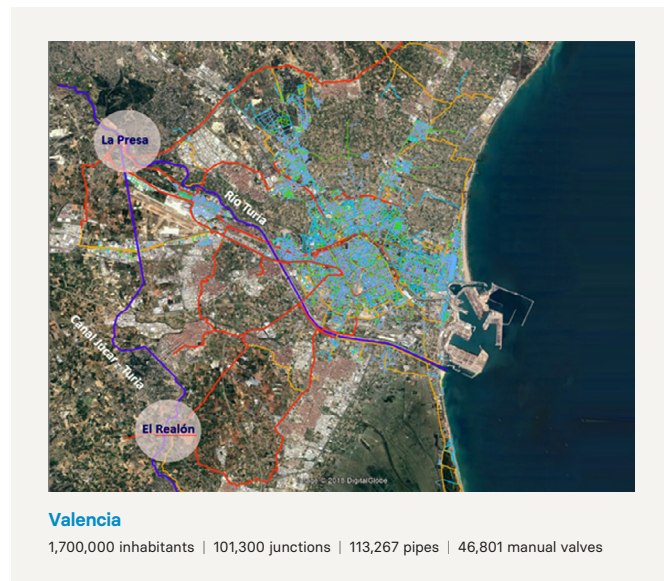 La Presa
Río Turia
Canal Júcar - Turia
El Realón
© 2018 DigitalGlobe
Valencia
1,700,000 inhabitants | 101,300 junctions | 113,267 pipes | 46,801 manual valves